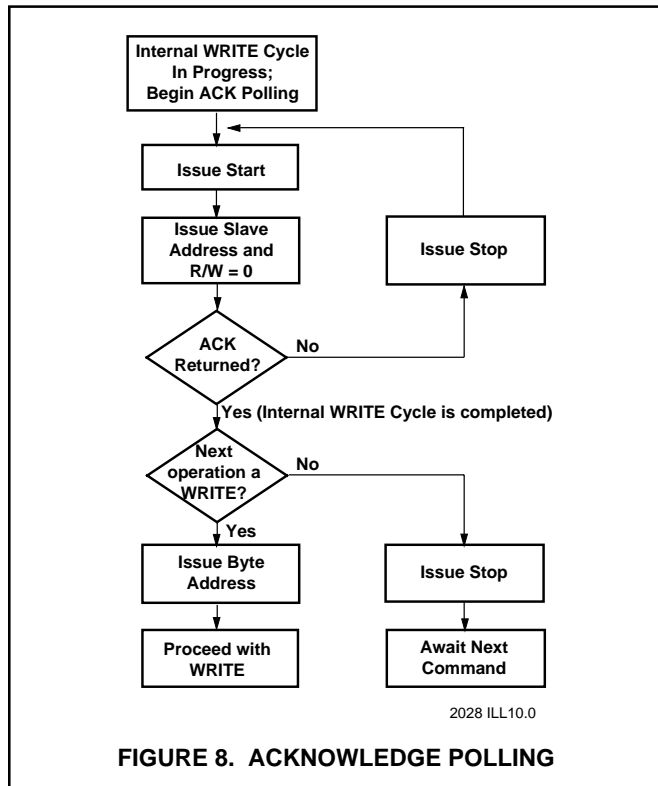 Internal WRITE Cycle
In Progress;
Begin ACK Polling
Issue Start
Issue Slave
Address and
R/W = 0
Issue Stop
ACK
Returned?
No
Yes (Internal WRITE Cycle is completed)
Next
operation a
WRITE?
No
Yes
Issue Byte
Address
Issue Stop
Proceed with
WRITE
Await Next
Command
2028 ILL10.0
FIGURE 8. ACKNOWLEDGE POLLING